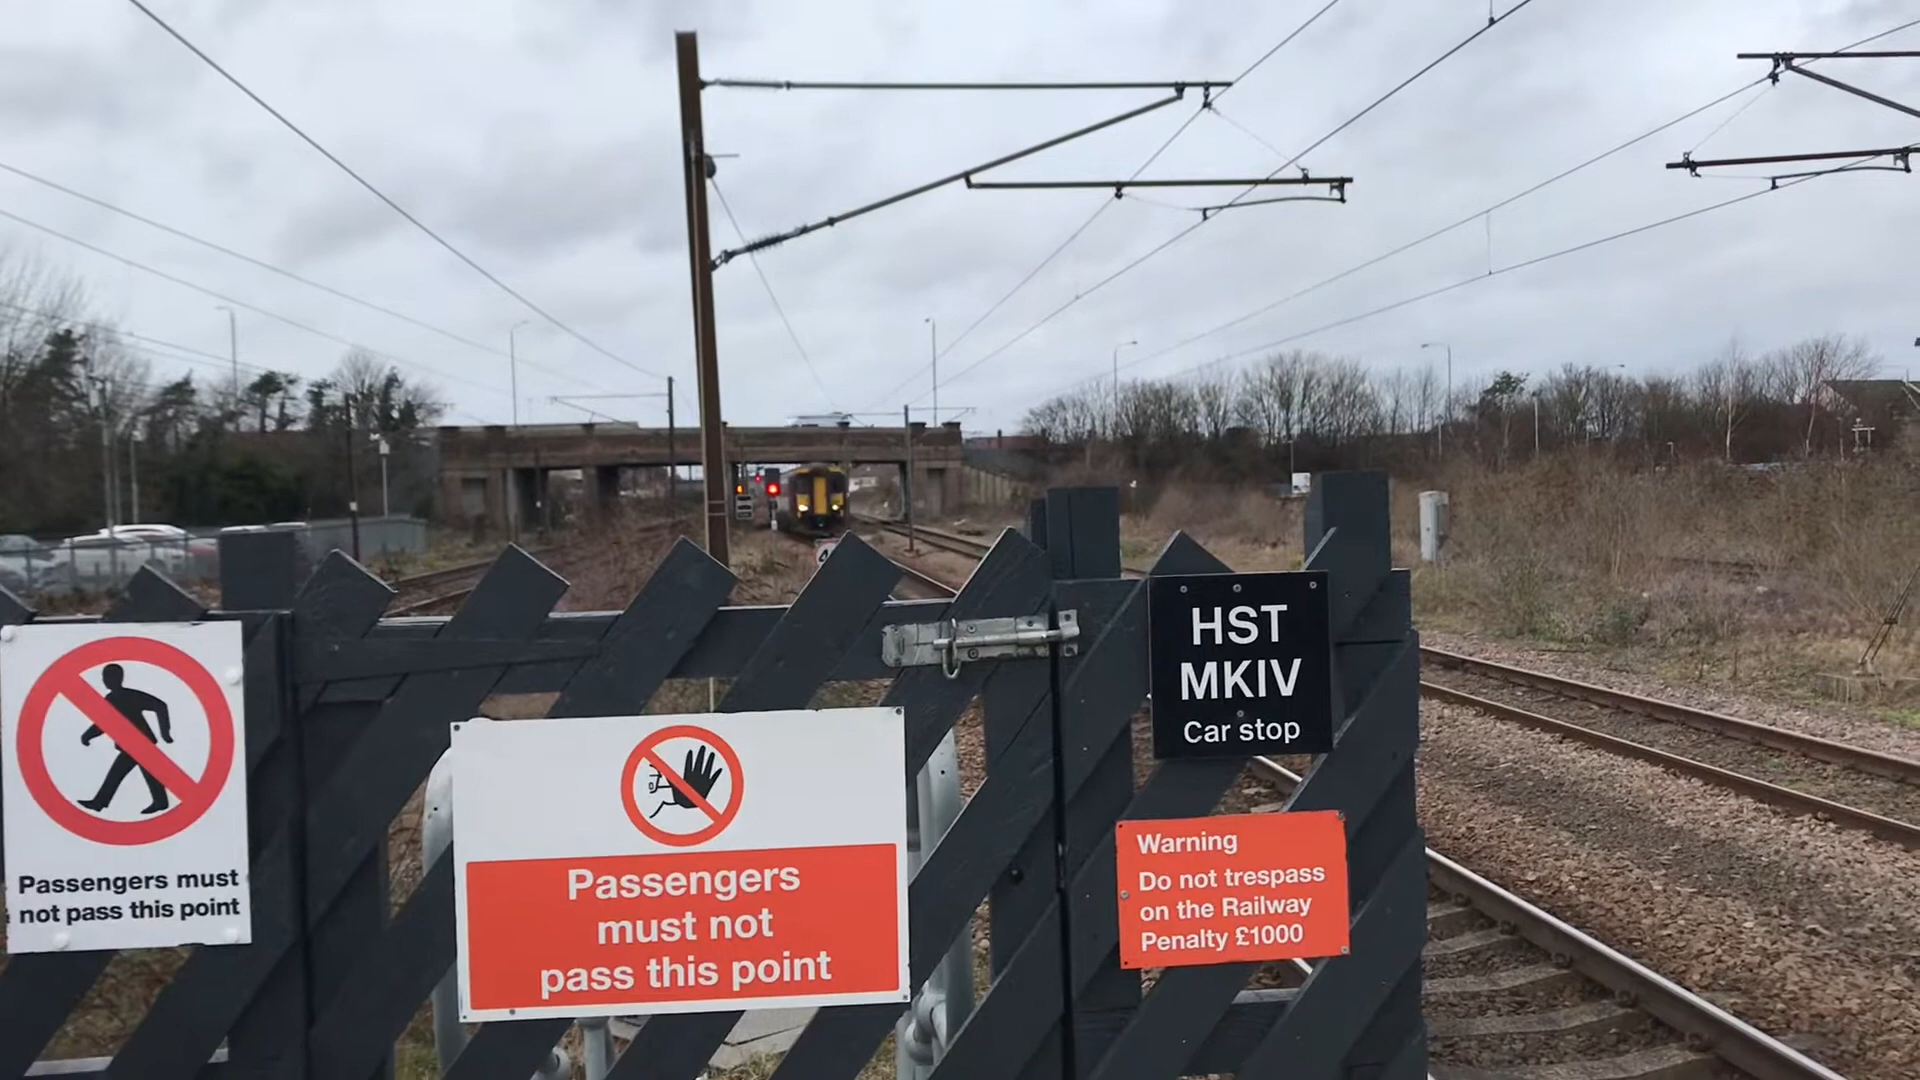 Passengers must
not pass this point
Passengers
must not
pass this point
HST
MKIV
Car stop
Warning
Do not trespass
on the Railway
Penalty £1000